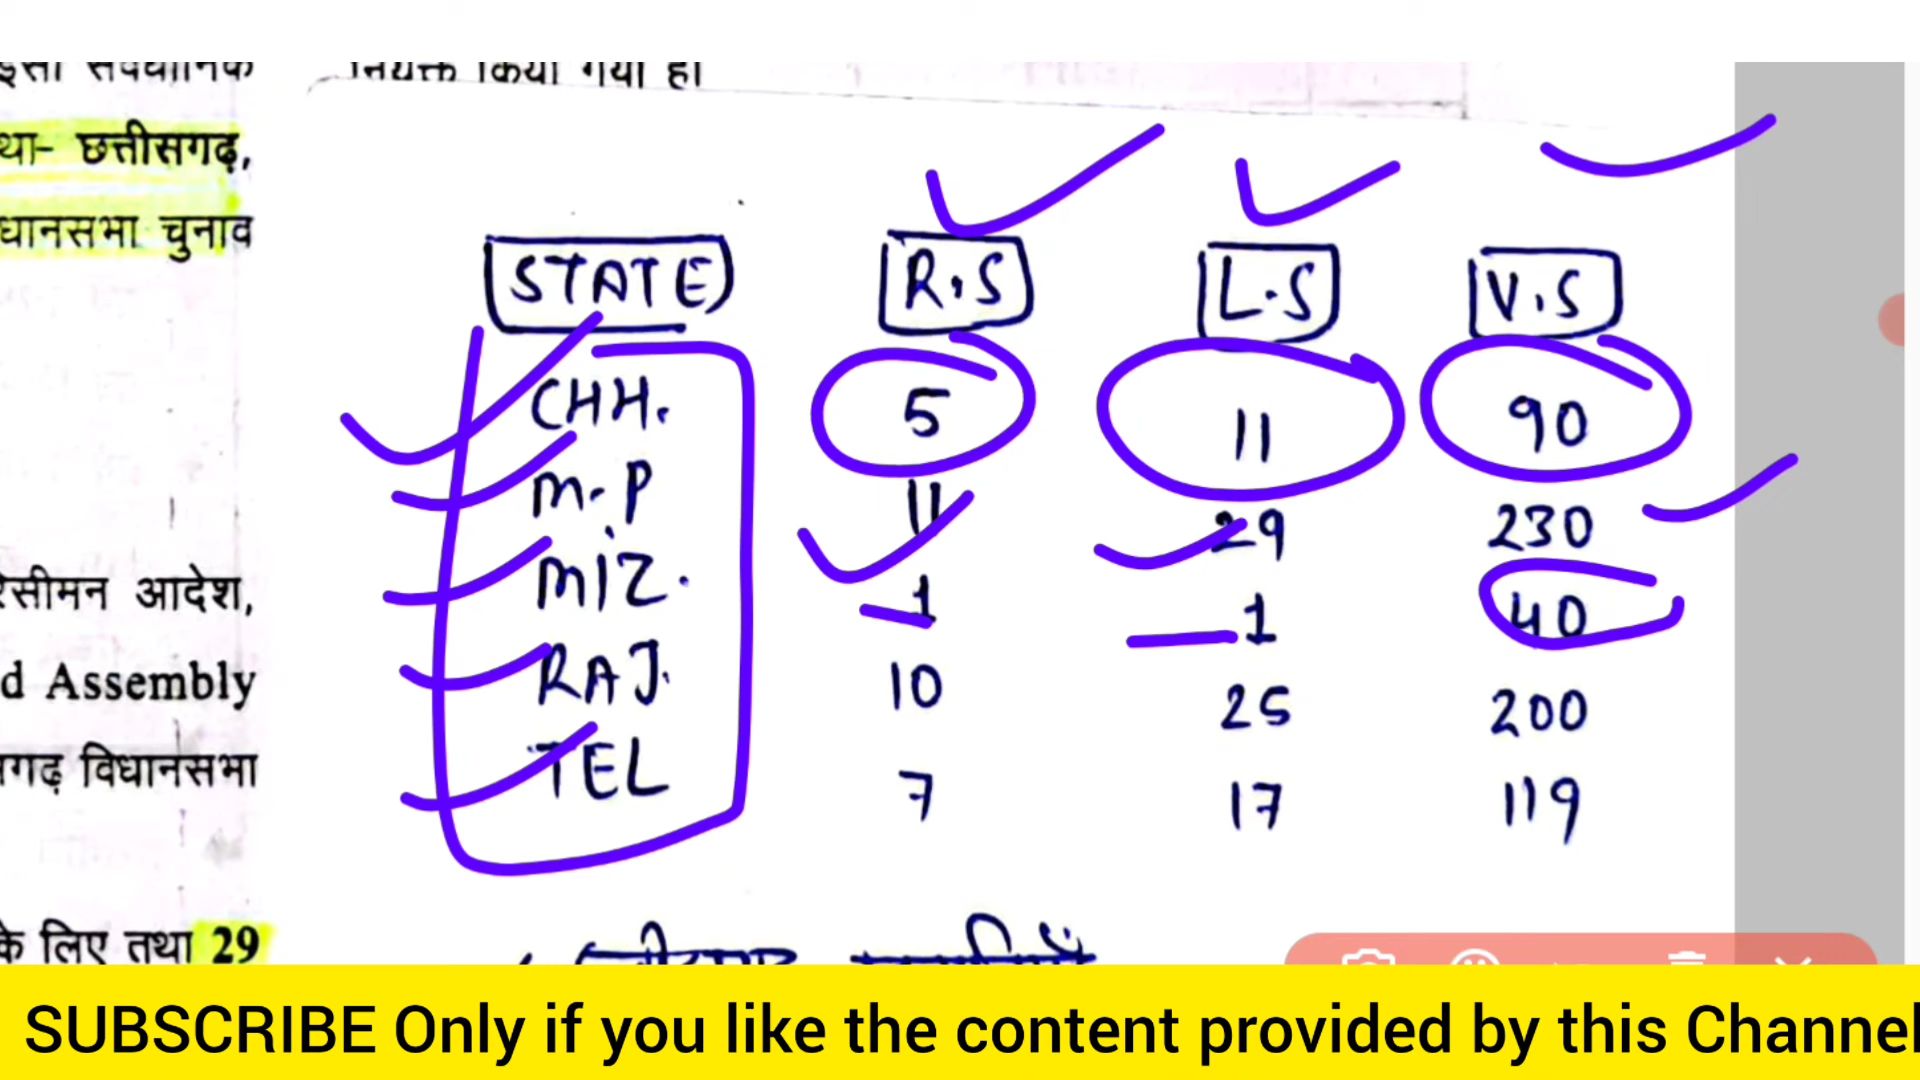 किया गया है।
था- छत्तीसगढ़,
धानसभा चुनाव
STATE R.S L.S V.S
CHH. 5 11 90
M.P 11 29 230
MIZ. 1 1 40
RAJ. 10 25 200
TEL 7 17 119
सीमन आदेश,
d Assembly
गढ़ विधानसभा
के लिए तथा 29
SUBSCRIBE Only if you like the content provided by this Channel